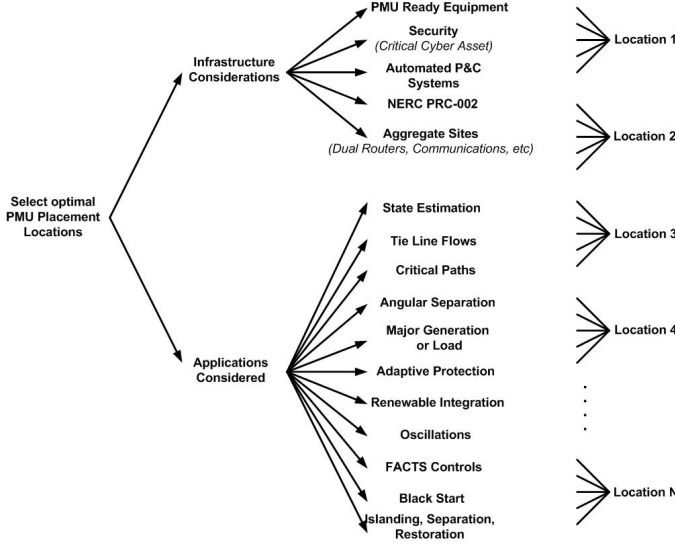 Select optimal
PMU Placement
Locations
Infrastructure
Considerations
Applications
Considered
PMU Ready Equipment
Security
(Critical Cyber Asset)
Automated P&C
Systems
NERC PRC-002
Aggregate Sites
(Dual Routers, Communications, etc)
State Estimation
Tie Line Flows
Critical Paths
Angular Separation
Major Generation
or Load
Adaptive Protection
Renewable Integration
Oscillations
FACTS Controls
Black Start
Islanding, Separation,
Restoration
Location 1
Location 2
Location 3
Location 4
Location N